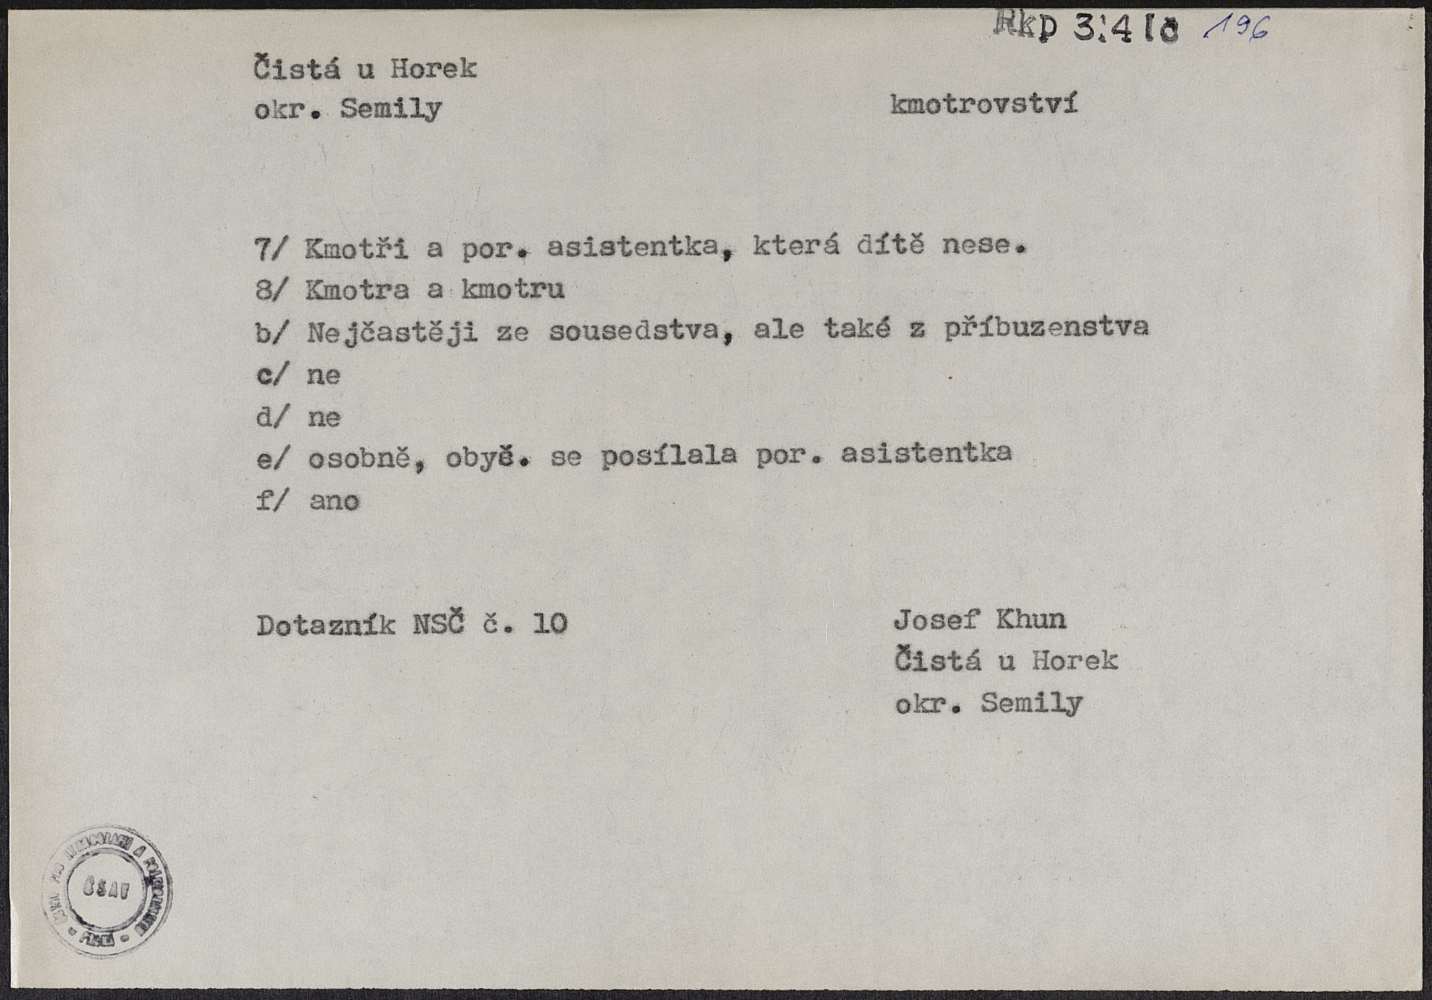 Rkp 3:4 Ič 196
Čistá u Horek
okr. Semily
kmotrovství
7/ Kmotři a por. asistentka, která dítě nese.
8/ Kmotra a kmotru
b/ Nejčastěji ze sousedstva, ale také z příbuzenstva
c/ ne
d/ ne
e/ osobně, obyč. se posílala por. asistentka
f/ ano
Dotazník NSČ č. 10
Josef Khun
Čistá u Horek
okr. Semily
ČSAV